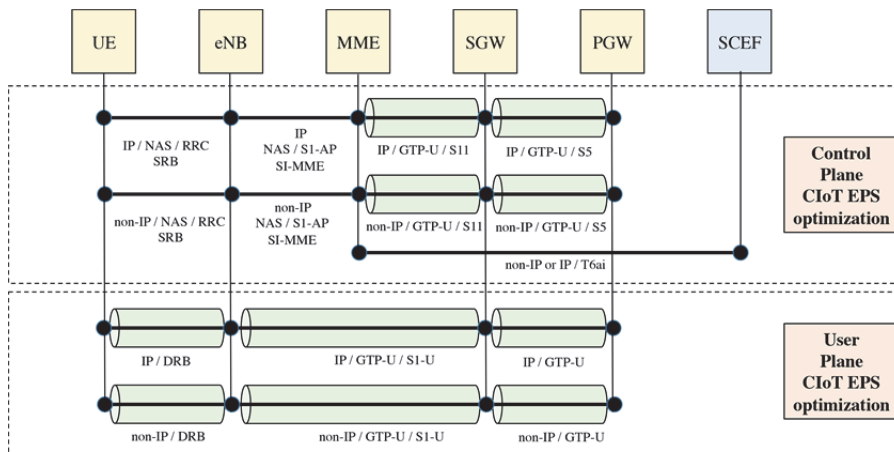 UE
eNB
MME
SGW
PGW
SCEF
IP / NAS / RRC
SRB
IP
NAS / S1-AP
SI-MME
IP / GTP-U / S11
IP / GTP-U / S5
non-IP / NAS / RRC
SRB
non-IP
NAS / S1-AP
SI-MME
non-IP / GTP-U / S11
non-IP / GTP-U / S5
non-IP or IP / T6ai
Control
Plane
CIoT EPS
optimization
IP / DRB
IP / GTP-U / S1-U
IP / GTP-U
non-IP / DRB
non-IP / GTP-U / S1-U
non-IP / GTP-U
User
Plane
CIoT EPS
optimization